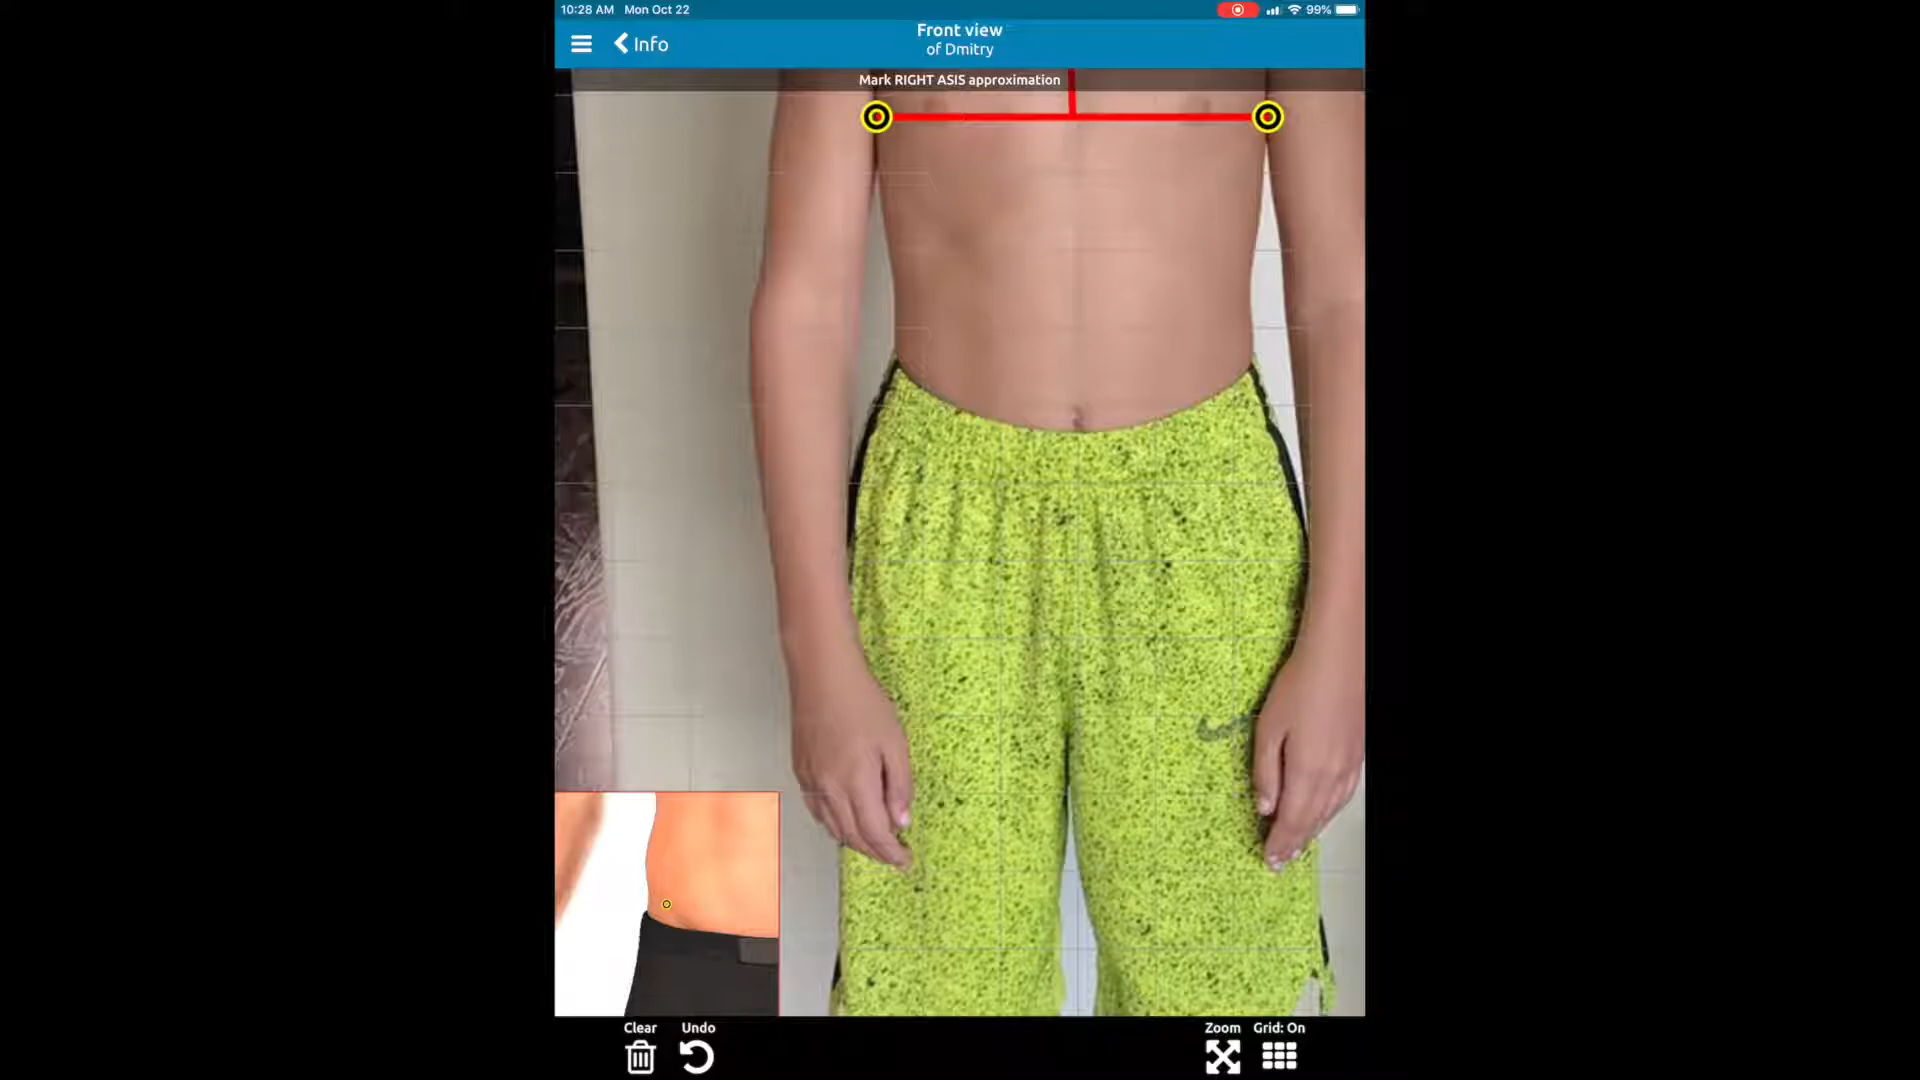 10:28 AM Mon Oct 22
99%
Front view
Info
of Dmitry
Mark RIGHT ASIS approximation
Clear
Undo
Zoom
Grid: On